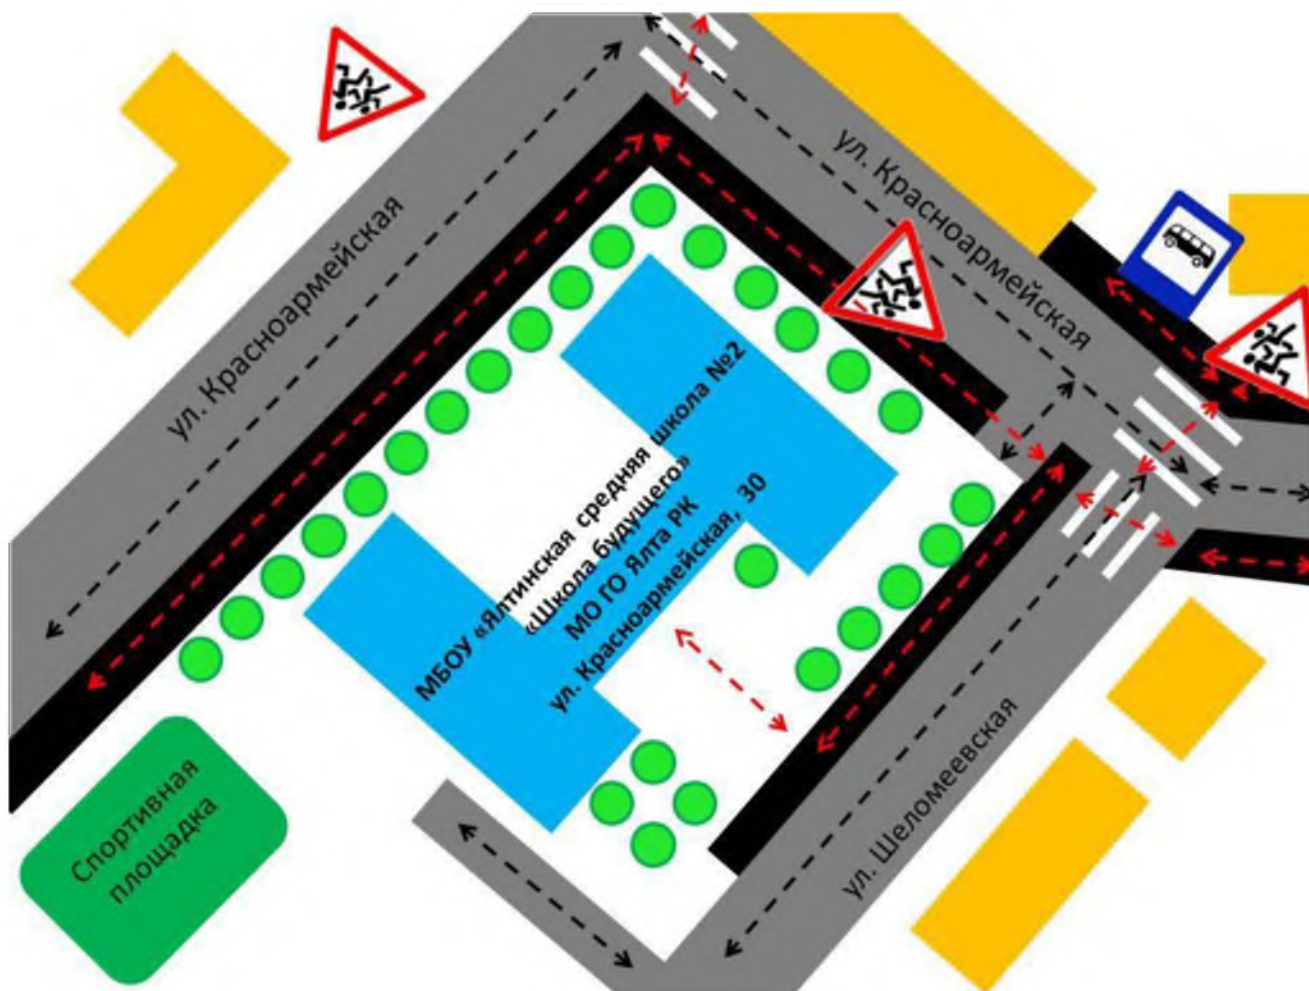 ул. Красноармейская
ул. Красноармейская
МБОУ «Ялтинская средняя школа №2
«Школа будущего»
МО ГО Ялта РК
ул. Красноармейская, 30
ул. Шеломеевская
Спортивная
площадка